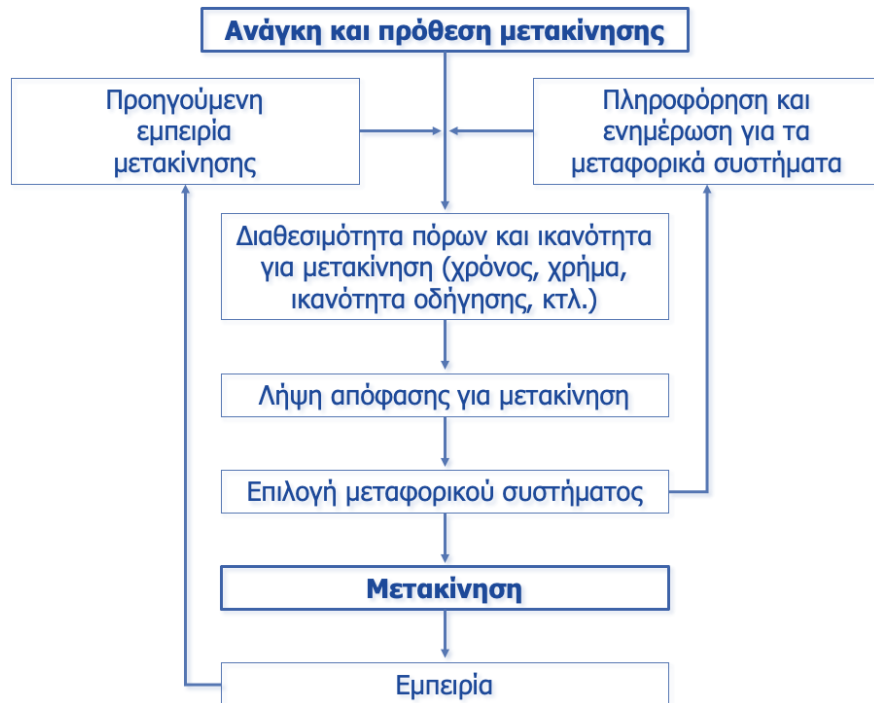 Ανάγκη και πρόθεση μετακίνησης
Προηγούμενη
εμπειρία
μετακίνησης
Πληροφόρηση και
ενημέρωση για τα
μεταφορικά συστήματα
Διαθεσιμότητα πόρων και ικανότητα
για μετακίνηση (χρόνος, χρήμα,
ικανότητα οδήγησης, κτλ.)
Λήψη απόφασης για μετακίνηση
Επιλογή μεταφορικού συστήματος
Μετακίνηση
Εμπειρία